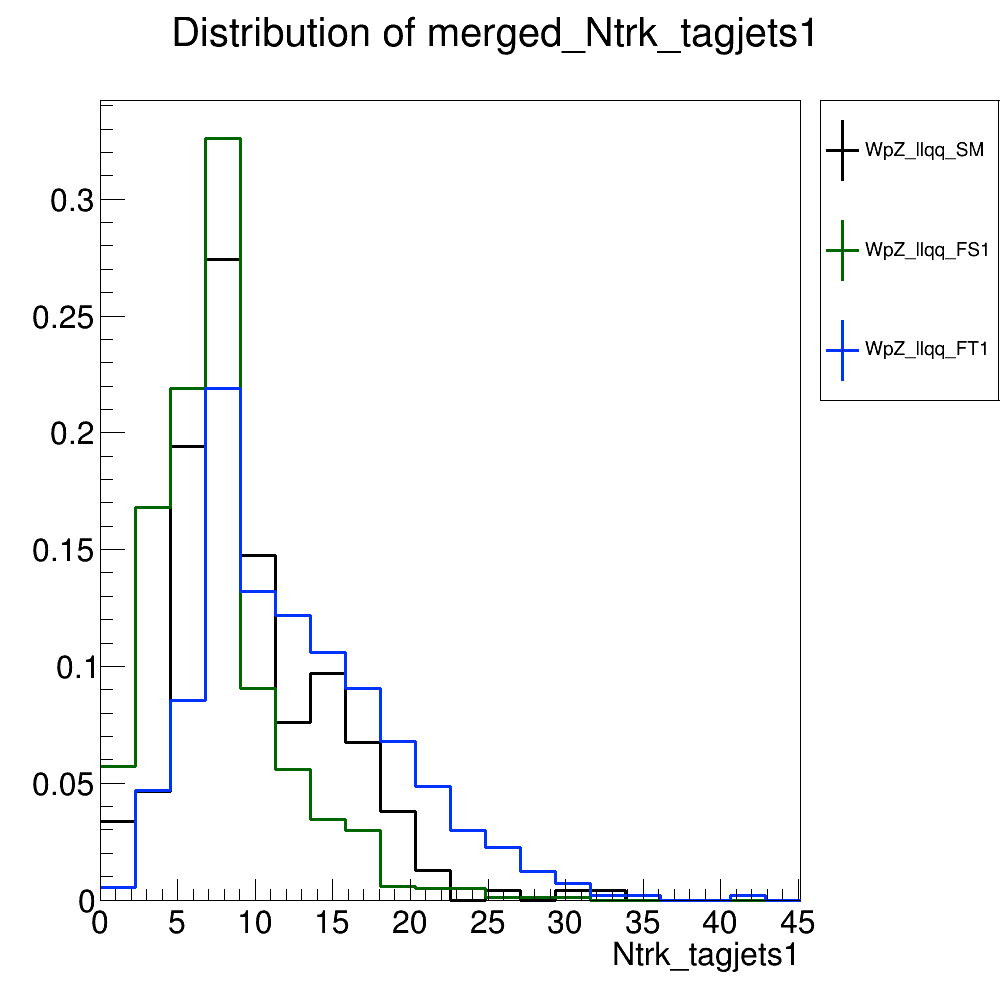 Distribution of merged_Ntrk_tagjets1
WpZ_llqq_SM
WpZ_llqq_FS1
WpZ_llqq_FT1
0.3
0.25
0.2
0.15
0.1
0.05
0
0 5 10 15 20 25 30 35 40 45
Ntrk_tagjets1